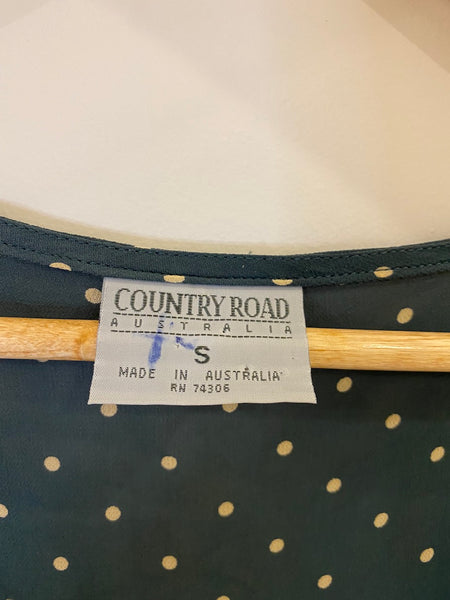 COUNTRY ROAD
AUSTRALIA
S
MADE IN AUSTRALIA
RN 74306